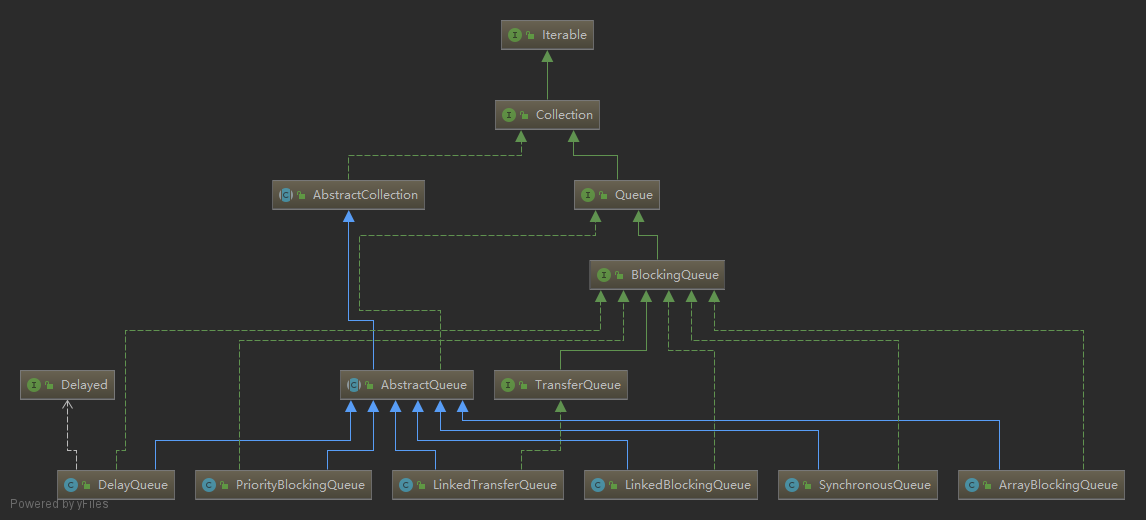 Iterable
Collection
AbstractCollection
Queue
BlockingQueue
Delayed
AbstractQueue
TransferQueue
DelayQueue
PriorityBlockingQueue
LinkedTransferQueue
LinkedBlockingQueue
SynchronousQueue
ArrayBlockingQueue
Powered by yFiles